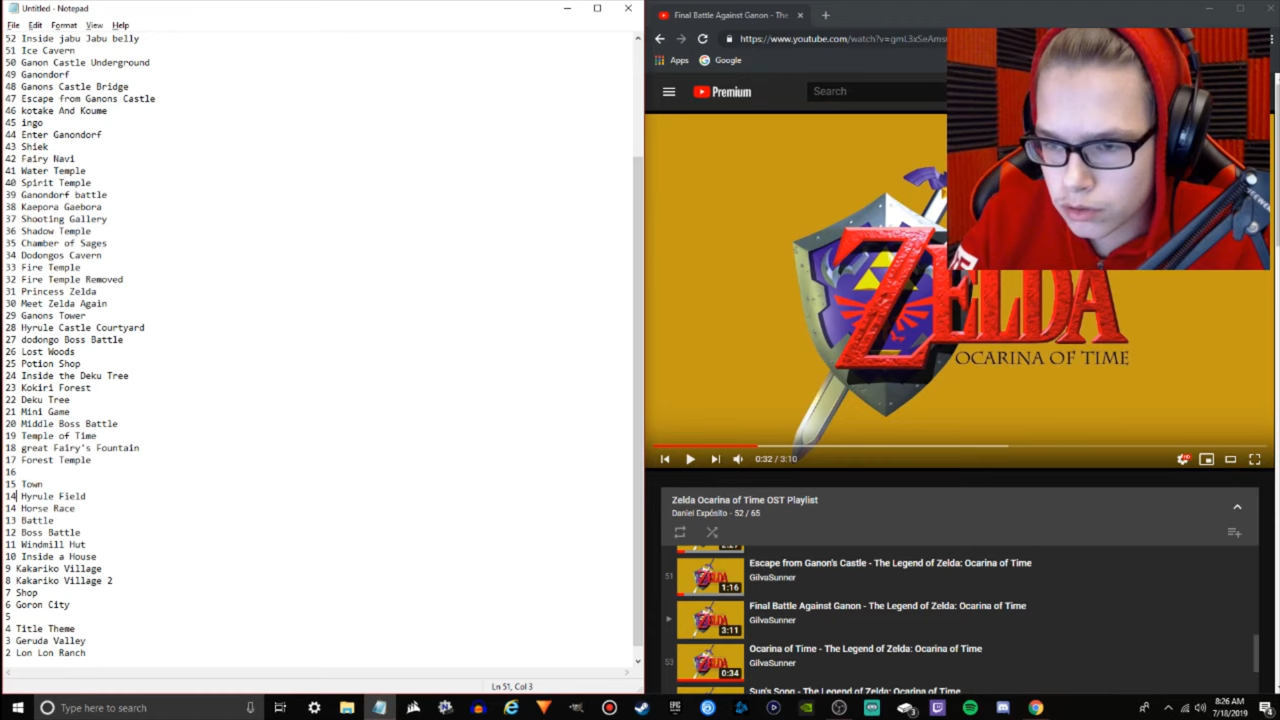 Untitled - Notepad
File Edit Format View Help
52 Inside jabu Jabu belly
51 Ice Cavern
50 Ganon Castle Underground
49 Ganondorf
48 Ganons Castle Bridge
47 Escape from Ganons Castle
46 kotake And Koume
45 ingo
44 Enter Ganondorf
43 Shiek
42 Fairy Navi
41 Water Temple
40 Spirit Temple
39 Ganondorf battle
38 Kaepora Gaebora
37 Shooting Gallery
36 Shadow Temple
35 Chamber of Sages
34 Dodongos Cavern
33 Fire Temple
32 Fire Temple Removed
31 Princess Zelda
30 Meet Zelda Again
29 Ganons Tower
28 Hyrule Castle Courtyard
27 dodongo Boss Battle
26 Lost Woods
25 Potion Shop
24 Inside the Deku Tree
23 Kokiri Forest
22 Deku Tree
21 Mini Game
20 Middle Boss Battle
19 Temple of Time
18 great Fairy's Fountain
17 Forest Temple
16
15 Town
14 Hyrule Field
14 Horse Race
13 Battle
12 Boss Battle
11 Windmill Hut
10 Inside a House
9 Kakariko Village
8 Kakariko Village 2
7 Shop
6 Goron City
5
4 Title Theme
3 Geruda Valley
2 Lon Lon Ranch
Ln 51, Col 3
Final Battle Against Ganon - The
Apps Google
Premium
Search
ZELDA
OCARINA OF TIME
0:32 / 3:10
Zelda Ocarina of Time OST Playlist
Daniel Expósito - 52 / 65
51
Escape from Ganon's Castle - The Legend of Zelda: Ocarina of Time
GilvaSunner
1:16
Final Battle Against Ganon - The Legend of Zelda: Ocarina of Time
GilvaSunner
3:11
53
Ocarina of Time - The Legend of Zelda: Ocarina of Time
GilvaSunner
0:34
Sun's Song - The Legend of Zelda: Ocarina of Time
Type here to search
8:26 AM
7/18/2019